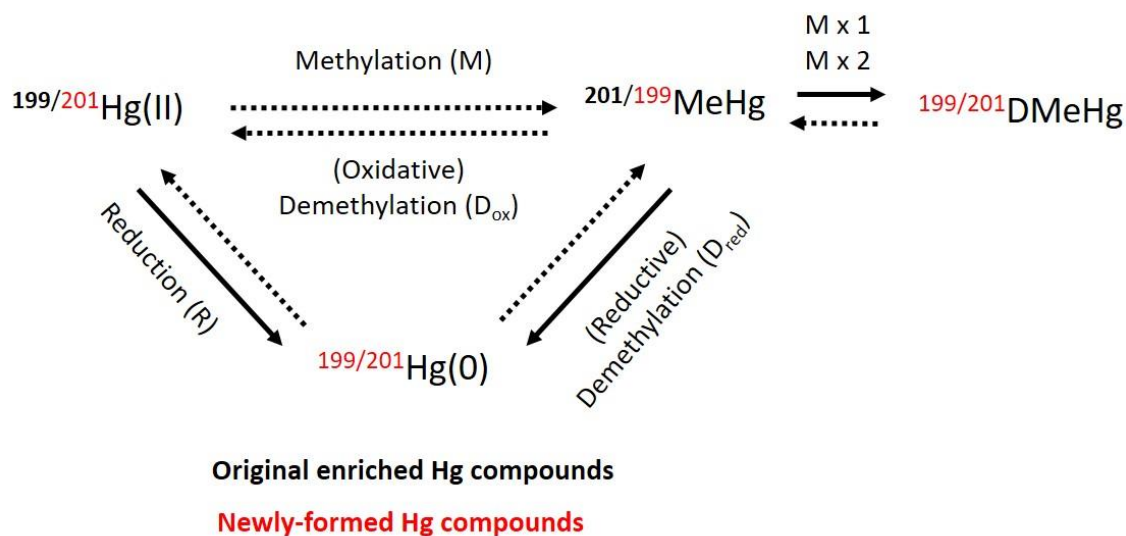 M x 1
M x 2
Methylation (M)
199/201Hg(II)
201/199MeHg
199/201DMeHg
(Oxidative)
Demethylation (Dox)
Reduction (R)
(Reductive)
Demethylation (Dred)
199/201Hg(0)
Original enriched Hg compounds
Newly-formed Hg compounds